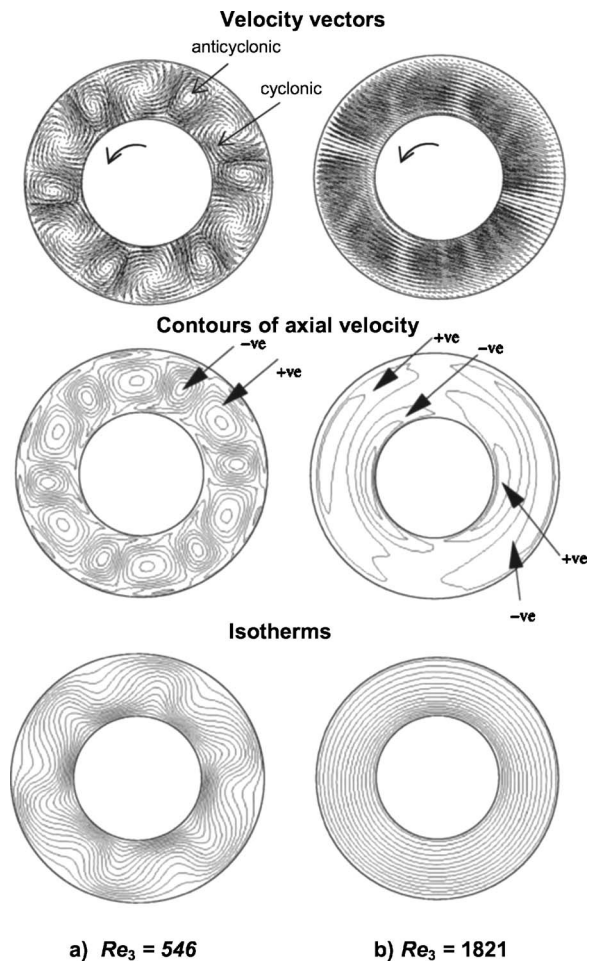 Velocity vectors
anticyclonic
cyclonic
Contours of axial velocity
–ve
+ve
+ve
–ve
+ve
–ve
Isotherms
a) Re3 = 546
b) Re3 = 1821